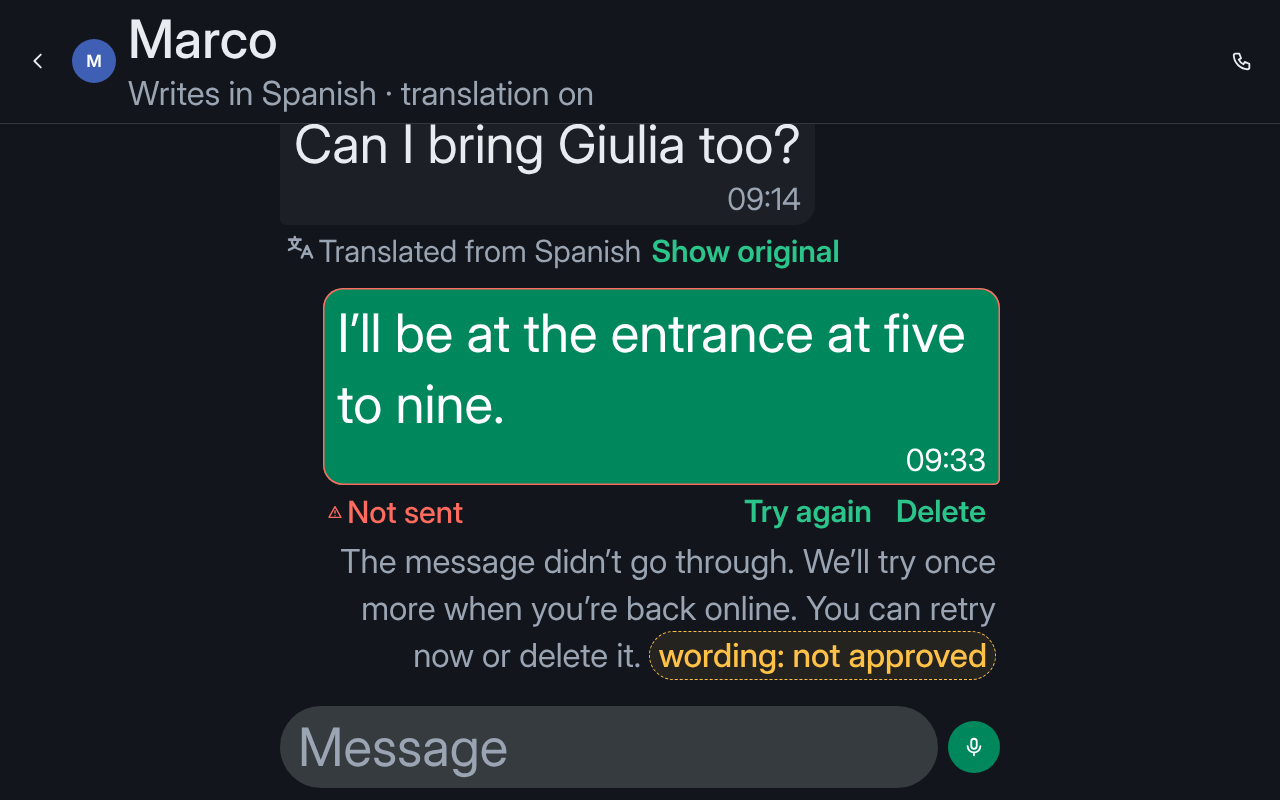 M
Marco
Writes in Spanish · translation on
Can I bring Giulia too?
09:14
Translated from Spanish Show original
I’ll be at the entrance at five
to nine.
09:33
Not sent Try again Delete
The message didn’t go through. We’ll try once
more when you’re back online. You can retry
now or delete it. wording: not approved
Message